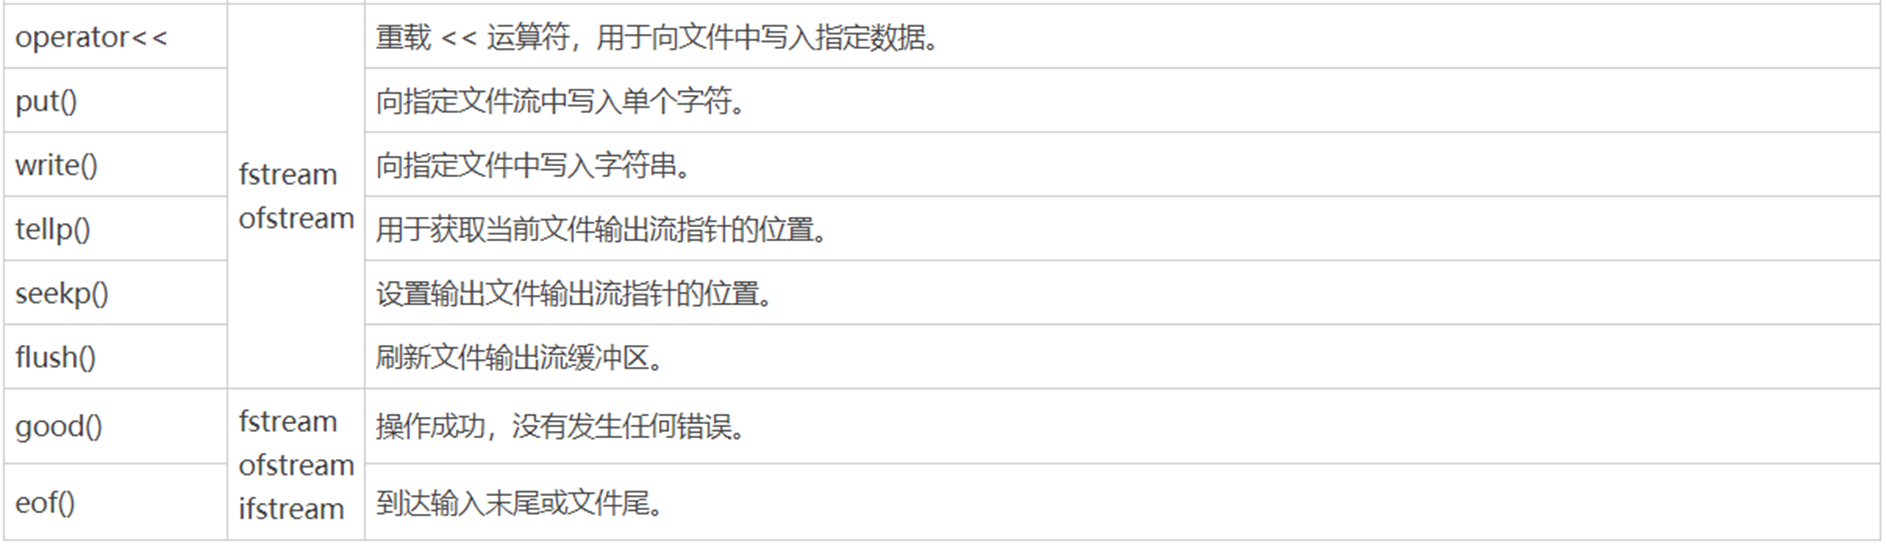 operator<<
重载 << 运算符，用于向文件中写入指定数据。
put()
向指定文件流中写入单个字符。
write()
向指定文件中写入字符串。
fstream
ofstream
tellp()
用于获取当前文件输出流指针的位置。
seekp()
设置输出文件输出流指针的位置。
flush()
刷新文件输出流缓冲区。
good()
操作成功，没有发生任何错误。
fstream
ofstream
ifstream
eof()
到达输入末尾或文件尾。